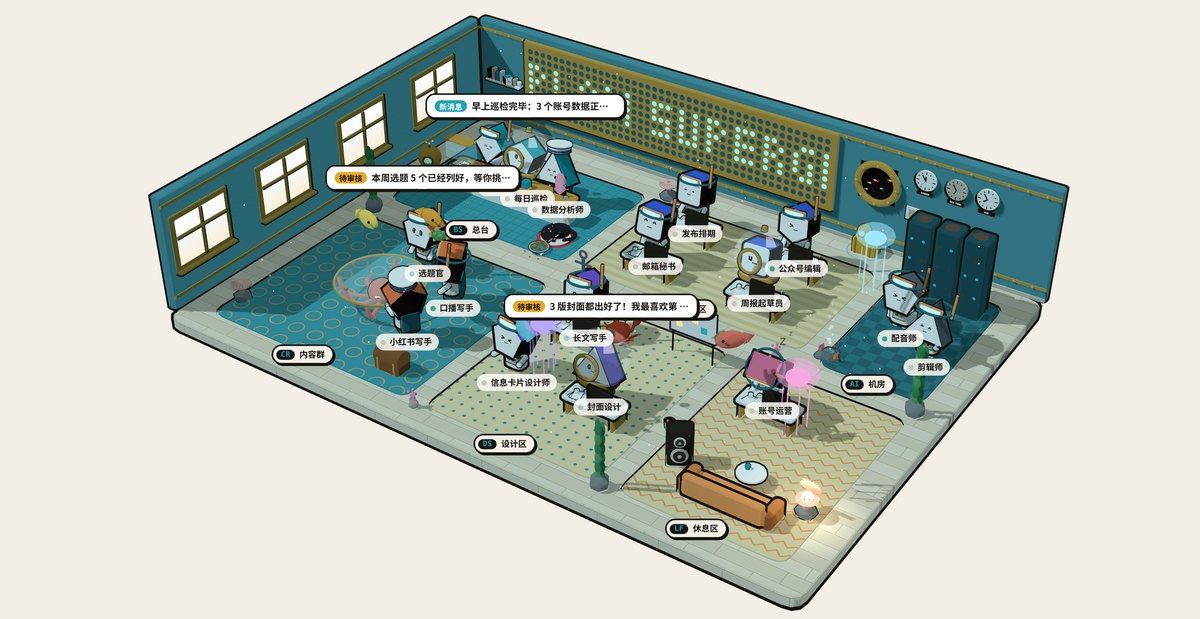 新消息 早上巡检完毕：3 个账号数据正…
待审核 本周选题 5 个已经列好，等你挑…
每日巡检
数据分析师
BS 总台
发布排期
选题官
邮箱秘书
公众号编辑
口播写手
周报起草员
待审核 3 版封面都出好了！我最喜欢第 …
区
长文写手
配音师
小红书写手
CR 内容群
剪辑师
信息卡片设计师
AI 机房
封面设计
账号运营
DS 设计区
LF 休息区